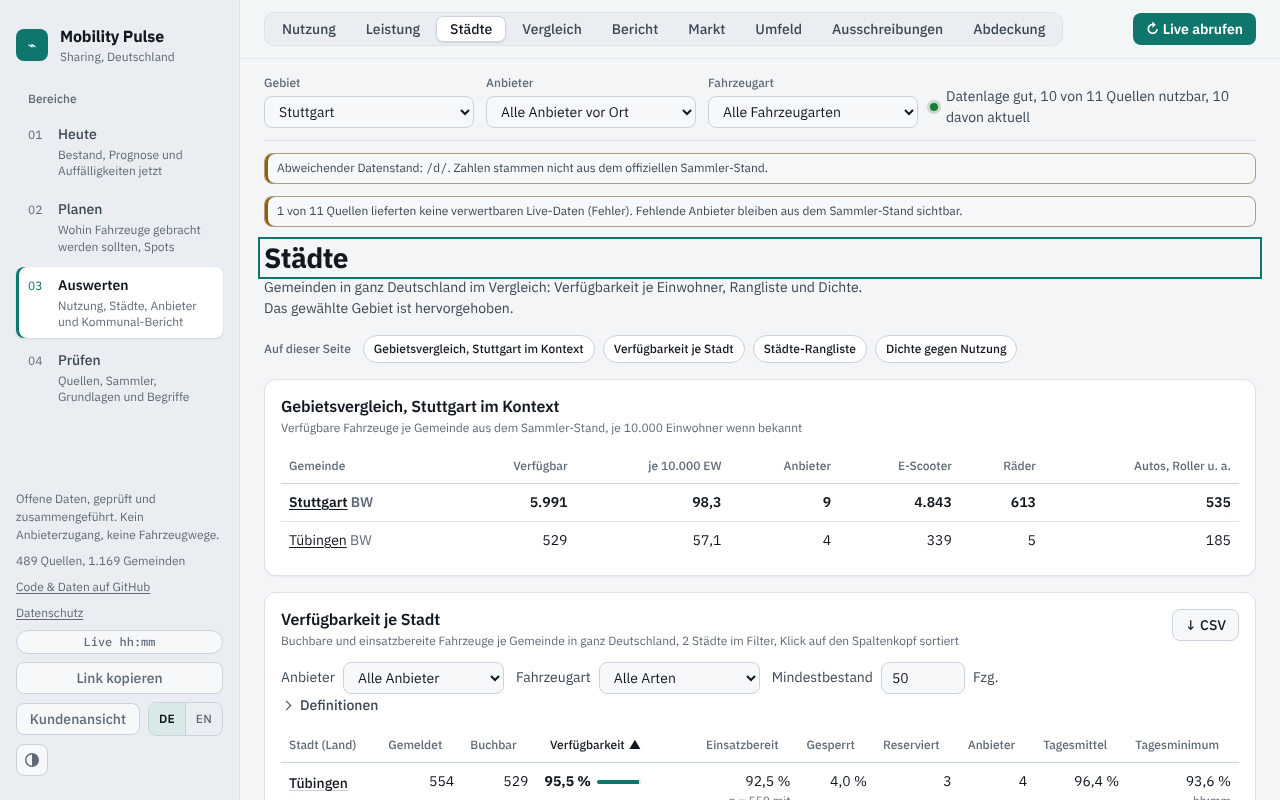 Mobility Pulse
Sharing, Deutschland
Bereiche
01 Heute
Bestand, Prognose und
Auffälligkeiten jetzt
02 Planen
Wohin Fahrzeuge gebracht
werden sollten, Spots
03 Auswerten
Nutzung, Städte, Anbieter
und Kommunal-Bericht
04 Prüfen
Quellen, Sammler,
Grundlagen und Begriffe
Offene Daten, geprüft und
zusammengeführt. Kein
Anbieterzugang, keine Fahrzeugwege.
489 Quellen, 1.169 Gemeinden
Code & Daten auf GitHub
Datenschutz
Live hh:mm
Link kopieren
Kundenansicht DE EN
Nutzung Leistung Städte Vergleich Bericht Markt Umfeld Ausschreibungen Abdeckung
↻ Live abrufen
Gebiet Anbieter Fahrzeugart
Stuttgart Alle Anbieter vor Ort Alle Fahrzeugarten
Datenlage gut, 10 von 11 Quellen nutzbar, 10
davon aktuell
Abweichender Datenstand: /d/. Zahlen stammen nicht aus dem offiziellen Sammler-Stand.
1 von 11 Quellen lieferten keine verwertbaren Live-Daten (Fehler). Fehlende Anbieter bleiben aus dem Sammler-Stand sichtbar.
Städte
Gemeinden in ganz Deutschland im Vergleich: Verfügbarkeit je Einwohner, Rangliste und Dichte.
Das gewählte Gebiet ist hervorgehoben.
Auf dieser Seite Gebietsvergleich, Stuttgart im Kontext Verfügbarkeit je Stadt Städte-Rangliste Dichte gegen Nutzung
Gebietsvergleich, Stuttgart im Kontext
Verfügbare Fahrzeuge je Gemeinde aus dem Sammler-Stand, je 10.000 Einwohner wenn bekannt
Gemeinde Verfügbar je 10.000 EW Anbieter E-Scooter Räder Autos, Roller u. a.
Stuttgart BW 5.991 98,3 9 4.843 613 535
Tübingen BW 529 57,1 4 339 5 185
Verfügbarkeit je Stadt
↓ CSV
Buchbare und einsatzbereite Fahrzeuge je Gemeinde in ganz Deutschland, 2 Städte im Filter, Klick auf den Spaltenkopf sortiert
Anbieter Alle Anbieter Fahrzeugart Alle Arten Mindestbestand 50 Fzg.
Definitionen
Stadt (Land) Gemeldet Buchbar Verfügbarkeit ▲ Einsatzbereit Gesperrt Reserviert Anbieter Tagesmittel Tagesminimum
Tübingen 554 529 95,5 % 92,5 % 4,0 % 3 4 96,4 % 93,6 %